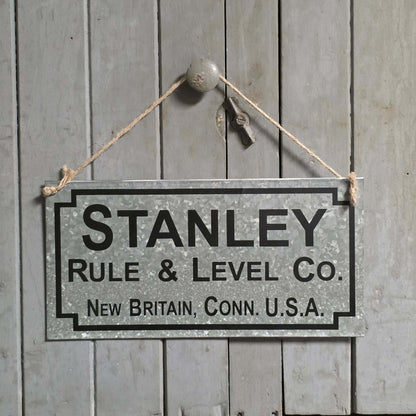 STANLEY
RULE & LEVEL CO.
NEW BRITAIN, CONN. U.S.A.